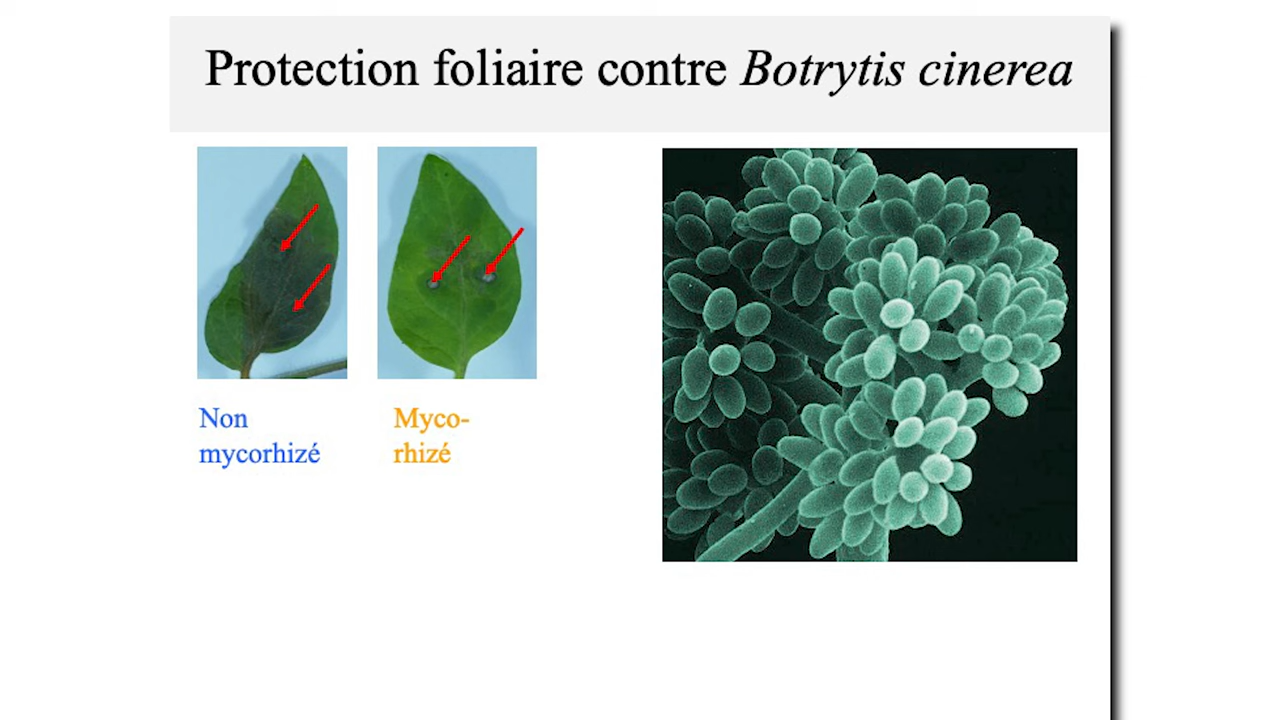 Protection foliaire contre Botrytis cinerea
Non
mycorhizé
Myco-
rhizé